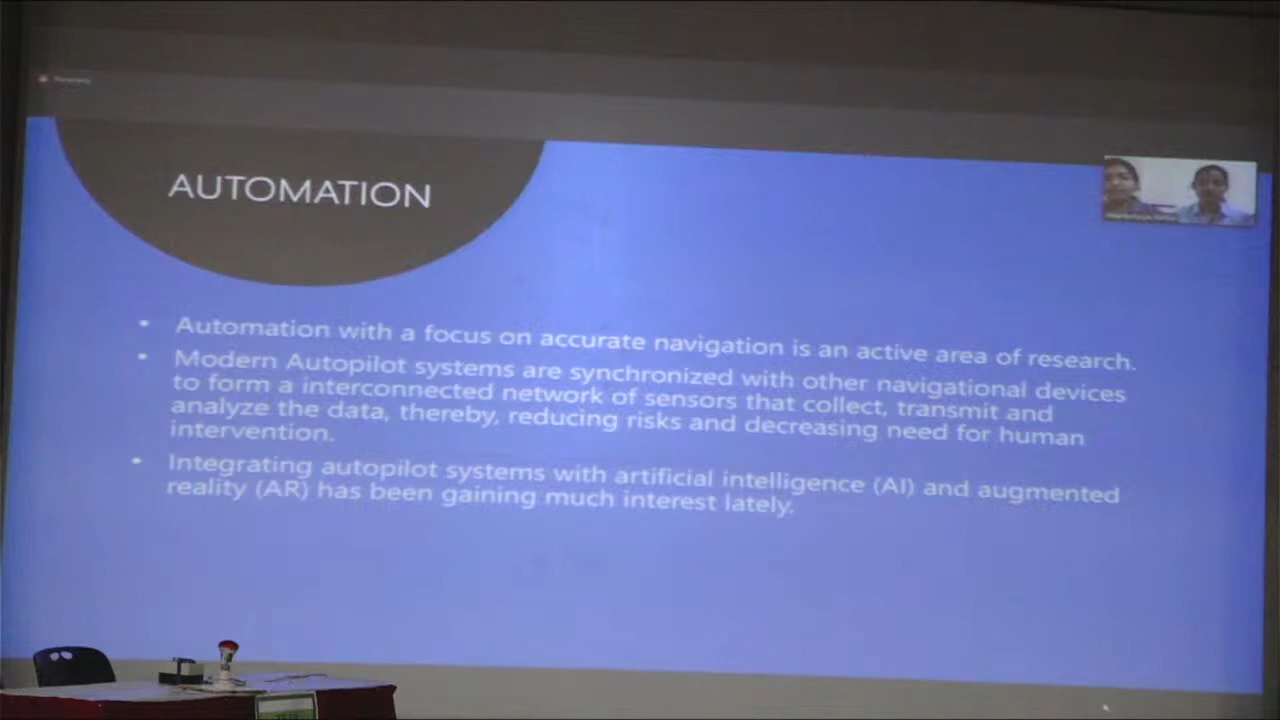 AUTOMATION
• Automation with a focus on accurate navigation is an active area of research.
• Modern Autopilot systems are synchronized with other navigational devices
to form a interconnected network of sensors that collect, transmit and
analyze the data, thereby, reducing risks and decreasing need for human
intervention.
• Integrating autopilot systems with artificial intelligence (AI) and augmented
reality (AR) has been gaining much interest lately.